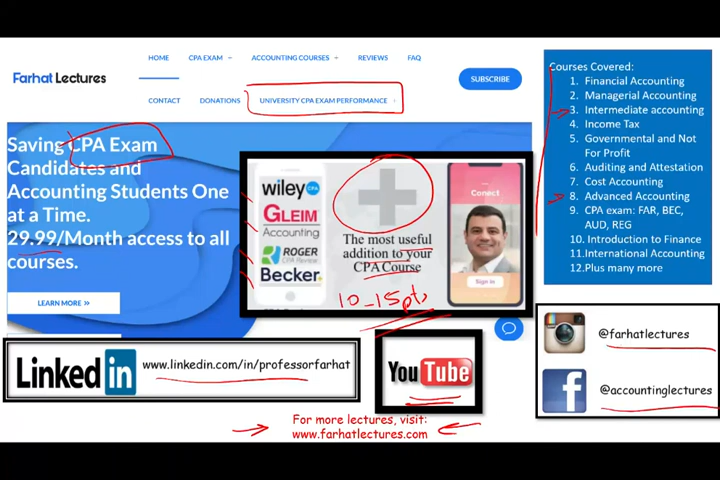 HOME
CPA EXAM
ACCOUNTING COURSES
REVIEWS
FAQ
Farhat Lectures
SUBSCRIBE
CONTACT
DONATIONS
UNIVERSITY CPA EXAM PERFORMANCE
Saving CPA Exam
Candidates and
Accounting Students One
at a Time.
29.99/Month access to all
courses.
LEARN MORE »
wiley CPA
GLEIM
Accounting
ROGER
CPA Review
Becker
The most useful
addition to your
CPA Course
10-15pts
Conect
Sign in
Courses Covered:
1. Financial Accounting
2. Managerial Accounting
3. Intermediate accounting
4. Income Tax
5. Governmental and Not
For Profit
6. Auditing and Attestation
7. Cost Accounting
8. Advanced Accounting
9. CPA exam: FAR, BEC,
AUD, REG
10. Introduction to Finance
11.International Accounting
12.Plus many more
Linked in
www.linkedin.com/in/professorfarhat
YouTube
@farhatlectures
@accountinglectures
For more lectures, visit:
www.farhatlectures.com